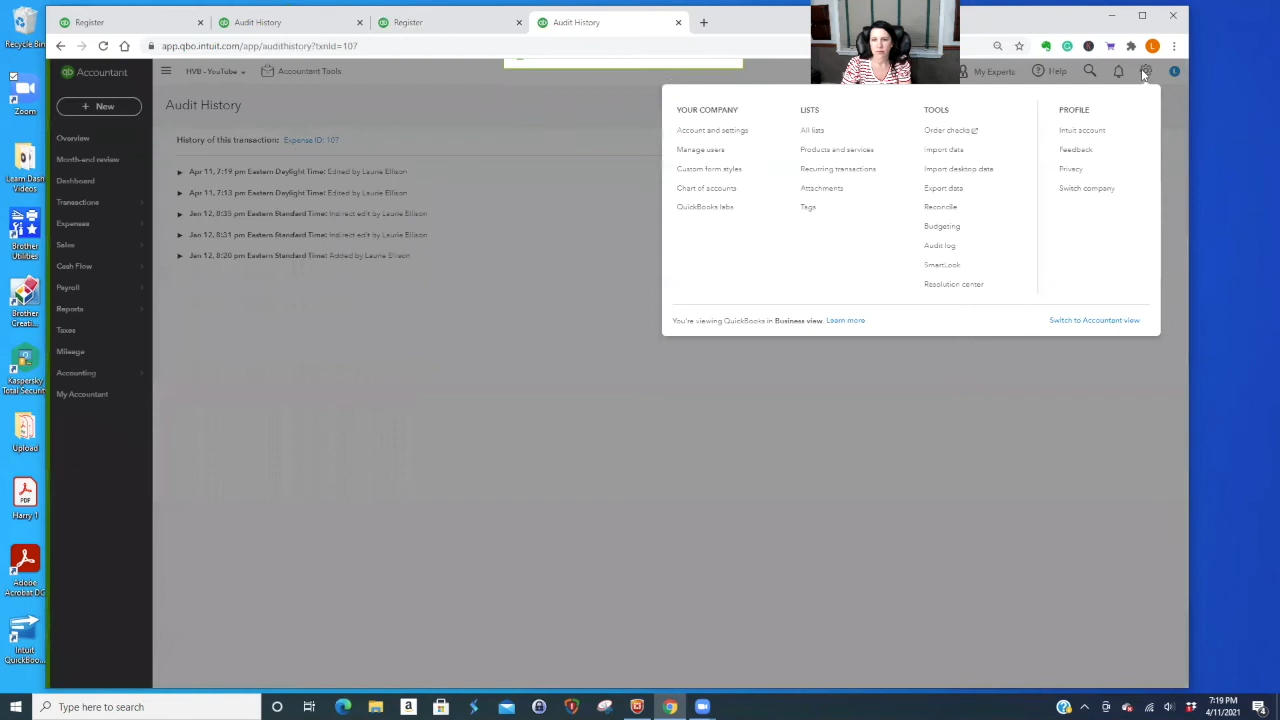 Register
Audit History
Register
Audit History
app.qbo.intuit.com/app/audithistory?txnId=107
Accountant
HVB - YouTube
Accountant Tools
My Experts
Help
L
New
Overview
Month-end review
Dashboard
Transactions
Expenses
Sales
Cash Flow
Payroll
Reports
Taxes
Mileage
Accounting
My Accountant
Audit History
History of this transaction: Expense ID: 107
Apr 11, 7:19 pm Eastern Daylight Time: Edited by Laurie Ellison
Apr 11, 7:13 pm Eastern Daylight Time: Edited by Laurie Ellison
Jan 12, 8:35 pm Eastern Standard Time: Indirect edit by Laurie Ellison
Jan 12, 8:31 pm Eastern Standard Time: Indirect edit by Laurie Ellison
Jan 12, 8:20 pm Eastern Standard Time: Added by Laurie Ellison
YOUR COMPANY
Account and settings
Manage users
Custom form styles
Chart of accounts
QuickBooks labs
LISTS
All lists
Products and services
Recurring transactions
Attachments
Tags
TOOLS
Order checks
Import data
Import desktop data
Export data
Reconcile
Budgeting
Audit log
SmartLook
Resolution center
PROFILE
Intuit account
Feedback
Privacy
Switch company
You're viewing QuickBooks in Business view. Learn more
Switch to Accountant view
Learn Dash
Videos
Brother
Utilities
Brother
Creat...
Kaspersky
Total Security
Upload
PDF
Harry 1
Adobe
Acrobat DC
Intuit
QuickBoo...
Type here to search
7:19 PM
4/11/2021